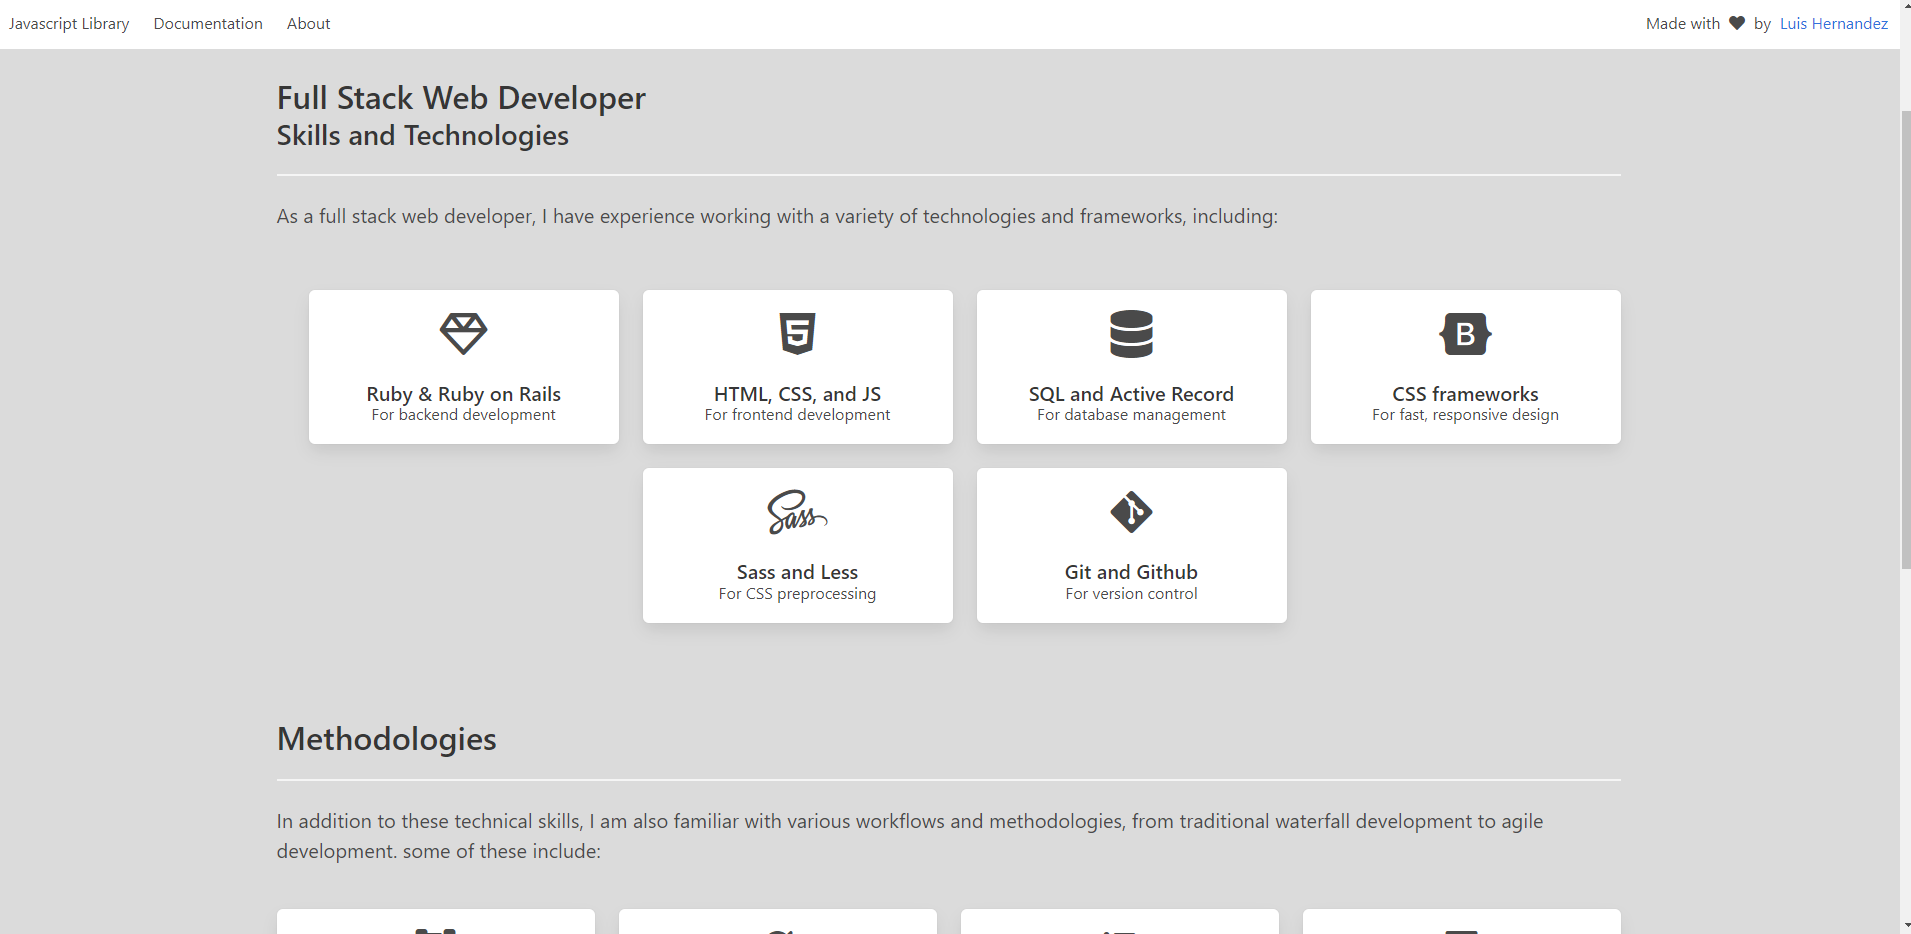 Javascript Library Documentation About Made with by Luis Hernandez
Full Stack Web Developer
Skills and Technologies
As a full stack web developer, I have experience working with a variety of technologies and frameworks, including:
5
B
Ruby & Ruby on Rails
For backend development
HTML, CSS, and JS
For frontend development
SQL and Active Record
For database management
CSS frameworks
For fast, responsive design
Sass
Sass and Less
For CSS preprocessing
Git and Github
For version control
Methodologies
In addition to these technical skills, I am also familiar with various workflows and methodologies, from traditional waterfall development to agile
development. some of these include: